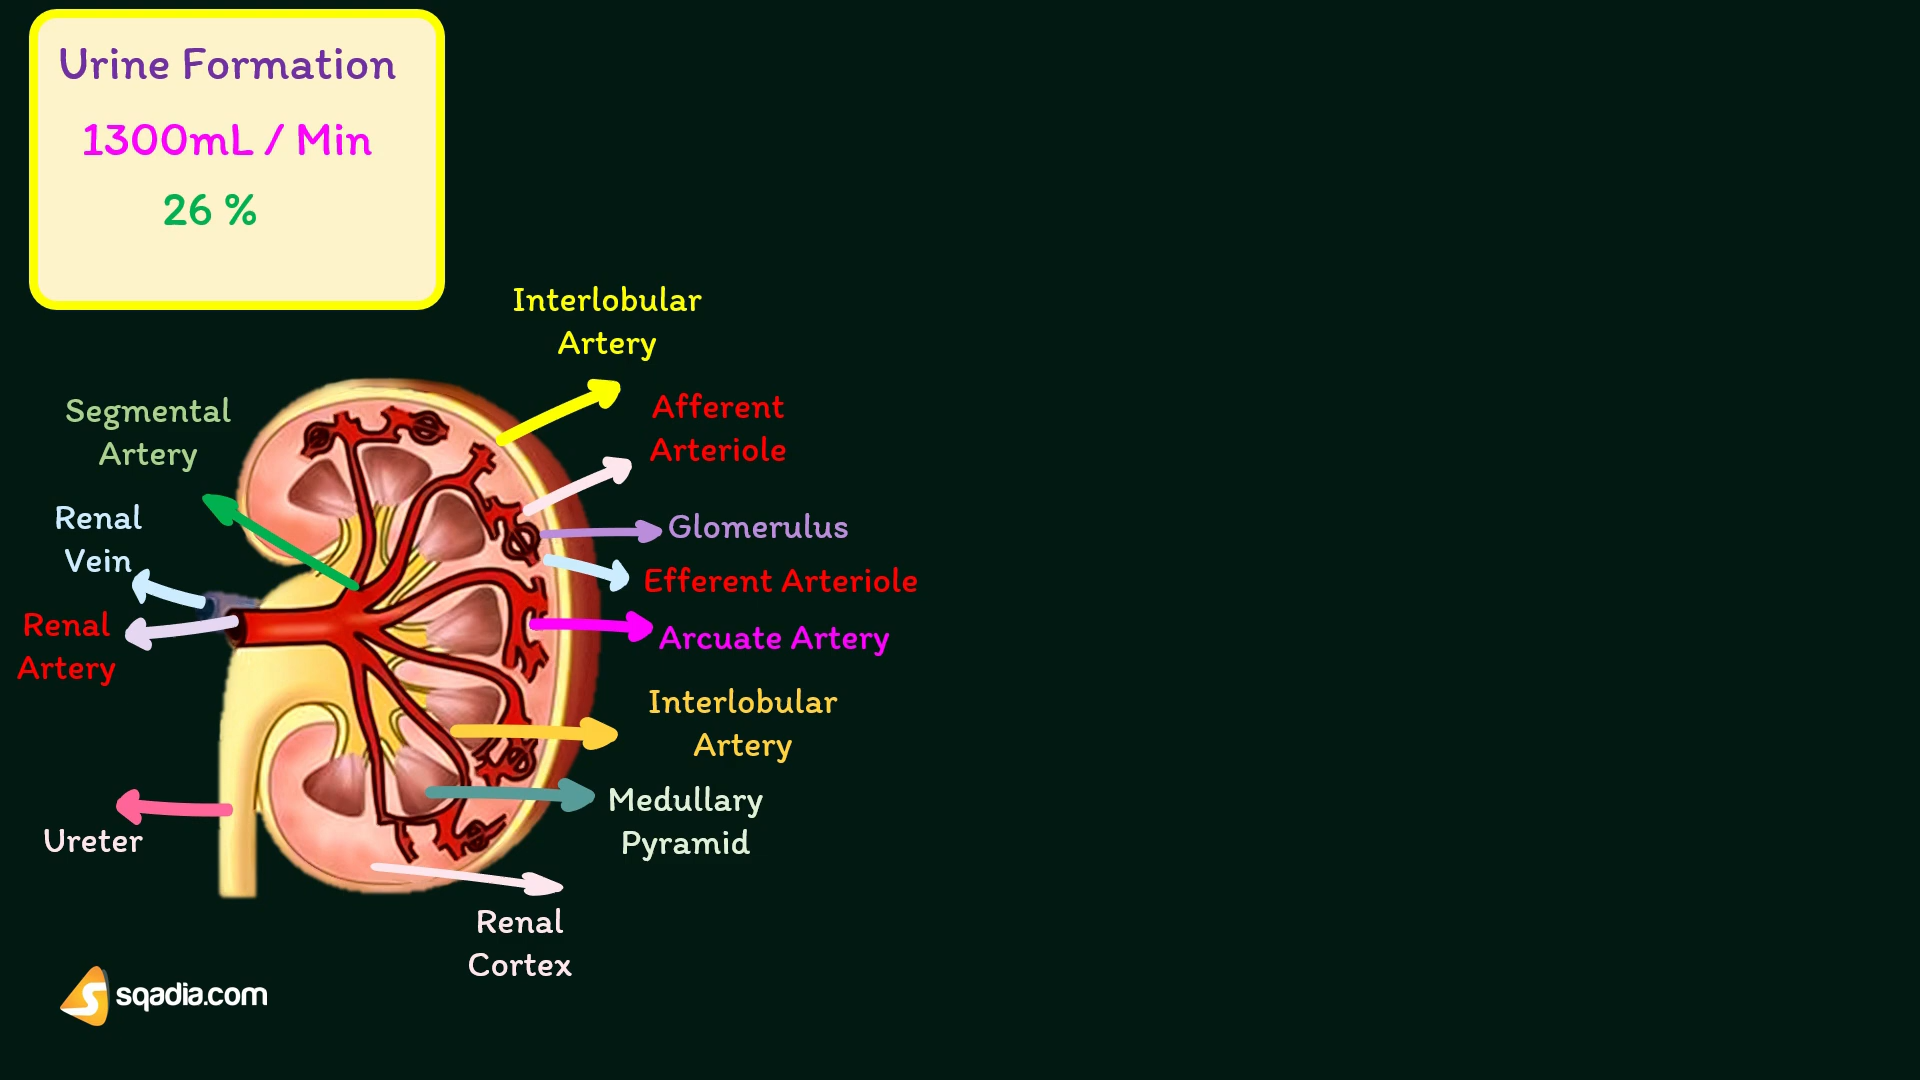 Urine Formation
1300mL / Min
26 %
Interlobular
Artery
Segmental
Artery
Afferent
Arteriole
Renal
Vein
Glomerulus
Efferent Arteriole
Renal
Artery
Arcuate Artery
Interlobular
Artery
Medullary
Pyramid
Ureter
Renal
Cortex
sqadia.com